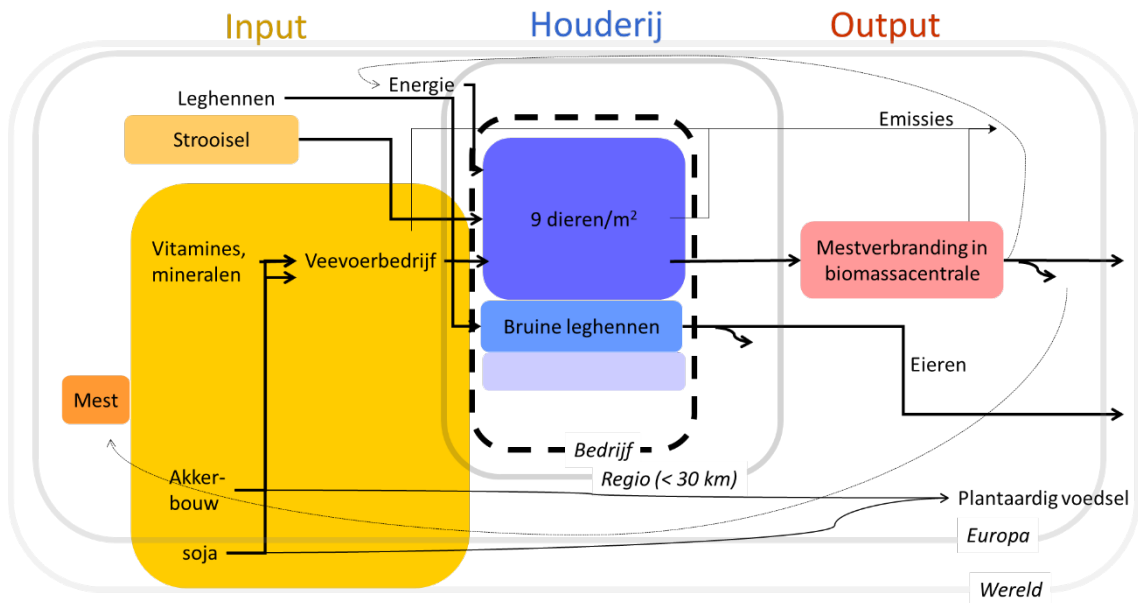 Input
Houderij
Output
Energie
Leghennen
Strooisel
Emissies
9 dieren/m²
Vitamines,
mineralen
Veevoerbedrijf
Mestverbranding in
biomassacentrale
Bruine leghennen
Eieren
Mest
Bedrijf
Regio (< 30 km)
Akker-
bouw
Plantaardig voedsel
Europa
soja
Wereld